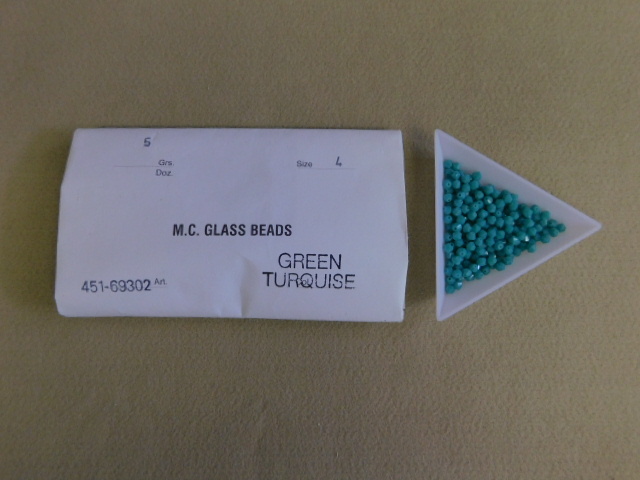 5 Grs
Doz.
Size 4
M.C. GLASS BEADS
GREEN
TURQUISE
451-69302 Art.